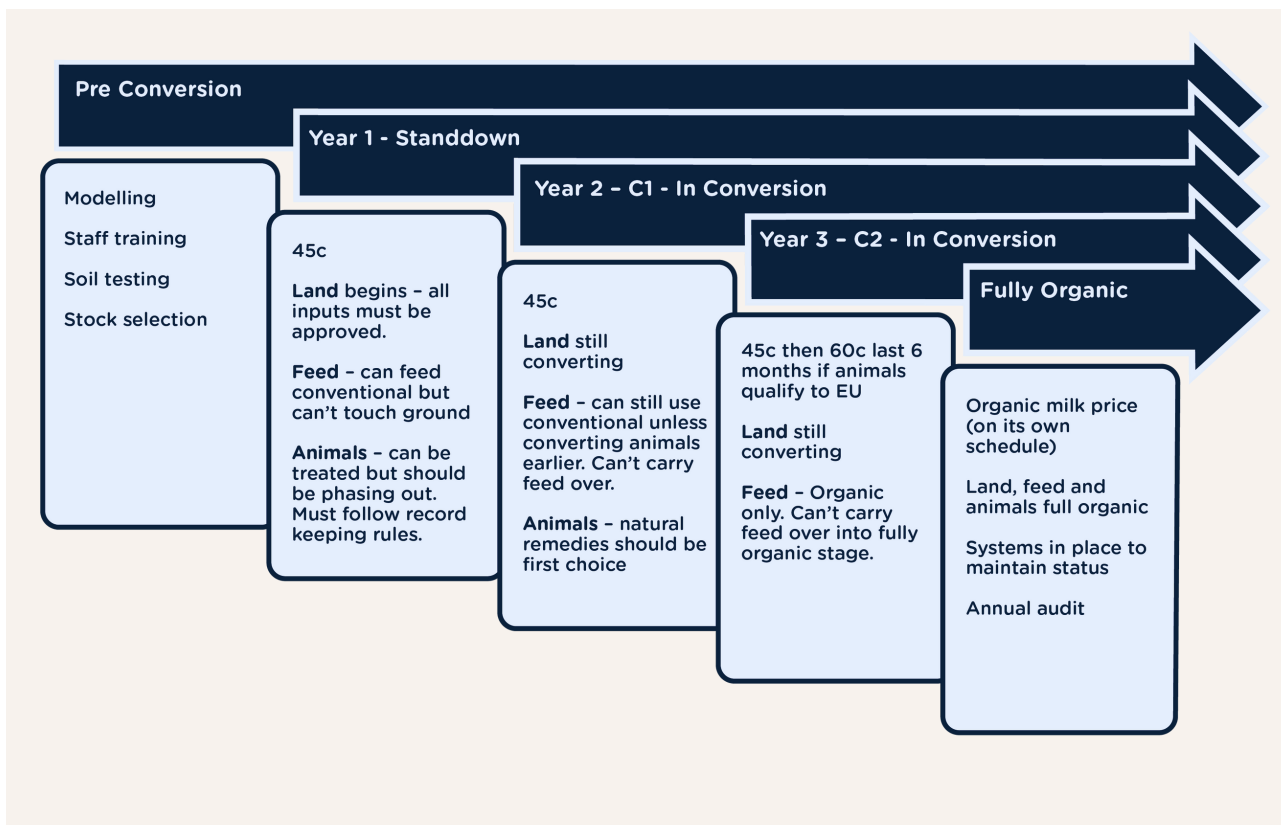 Pre Conversion
Modelling
Staff training
Soil testing
Stock selection
Year 1 - Standdown
45c
Land begins – all
inputs must be
approved.
Feed – can feed
conventional but
can’t touch ground
Animals – can be
treated but should
be phasing out.
Must follow record
keeping rules.
Year 2 – C1 - In Conversion
45c
Land still
converting
Feed – can still use
conventional unless
converting animals
earlier. Can’t carry
feed over.
Animals – natural
remedies should be
first choice
Year 3 – C2 - In Conversion
45c then 60c last 6
months if animals
qualify to EU
Land still
converting
Feed – Organic
only. Can’t carry
feed over into fully
organic stage.
Fully Organic
Organic milk price
(on its own
schedule)
Land, feed and
animals full organic
Systems in place to
maintain status
Annual audit